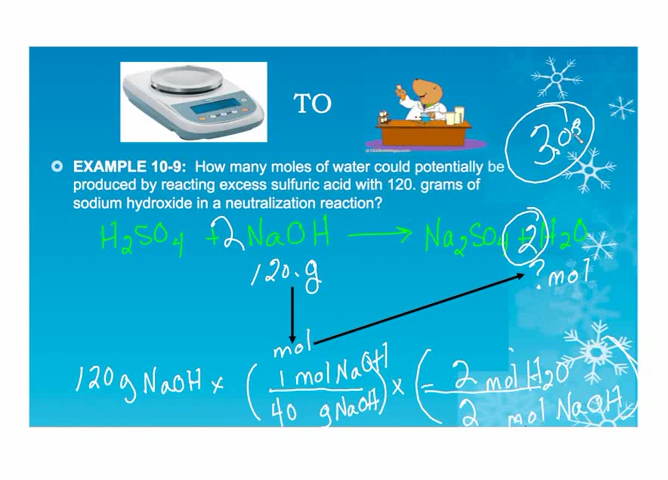 TO
3.00
EXAMPLE 10-9: How many moles of water could potentially be
produced by reacting excess sulfuric acid with 120. grams of
sodium hydroxide in a neutralization reaction?
H₂SO₄ + 2 NaOH → Na₂SO₄ + 2 H₂O
120. g
? mol
mol
120 g NaOH × ( 1 mol NaOH / 40 g NaOH ) × ( 2 mol H₂O / 2 mol NaOH )